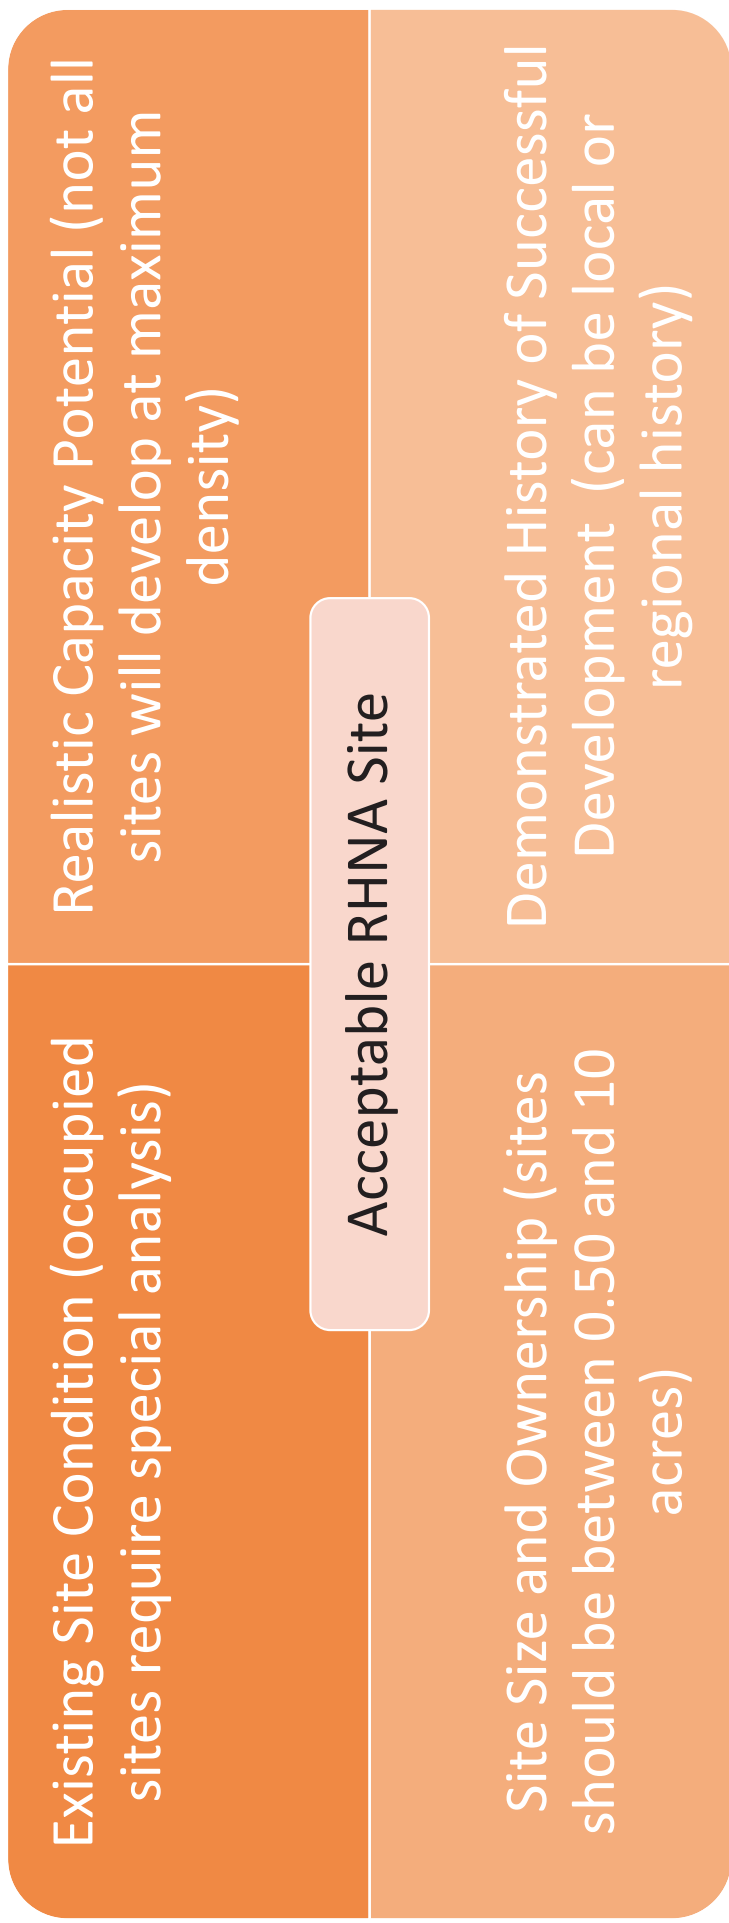 Existing Site Condition (occupied
sites require special analysis)
Realistic Capacity Potential (not all
sites will develop at maximum
density)
Acceptable RHNA Site
Site Size and Ownership (sites
should be between 0.50 and 10
acres)
Demonstrated History of Successful
Development  (can be local or
regional history)